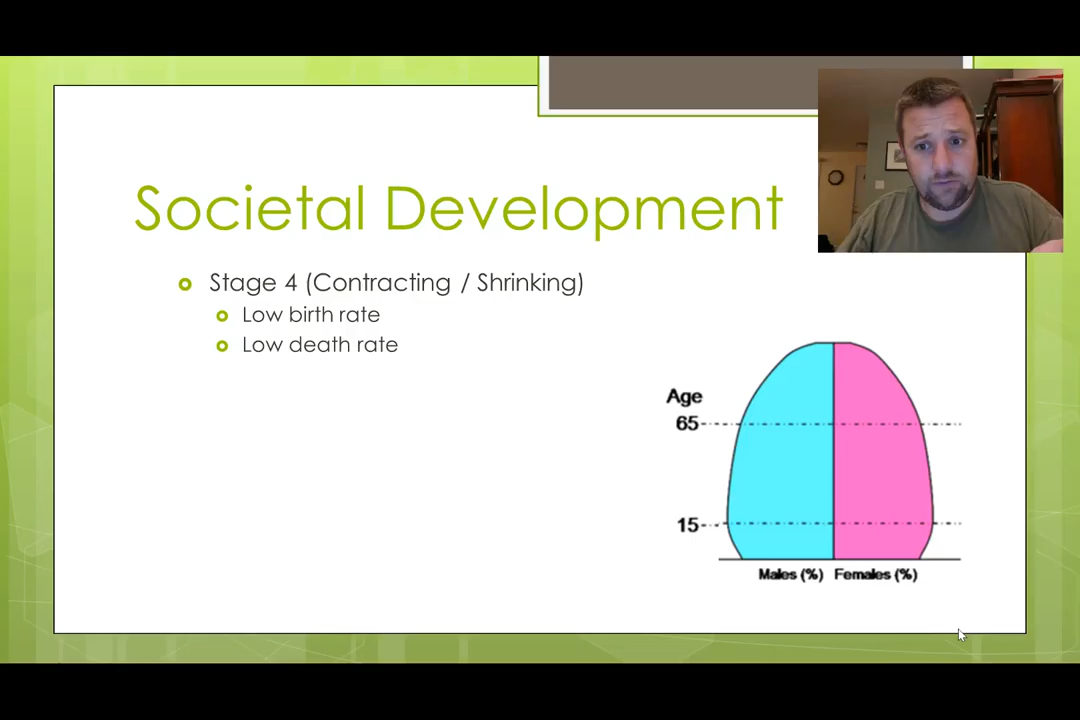 Societal Development
Stage 4 (Contracting / Shrinking)
Low birth rate
Low death rate
Age
65
15
Males (%) Females (%)